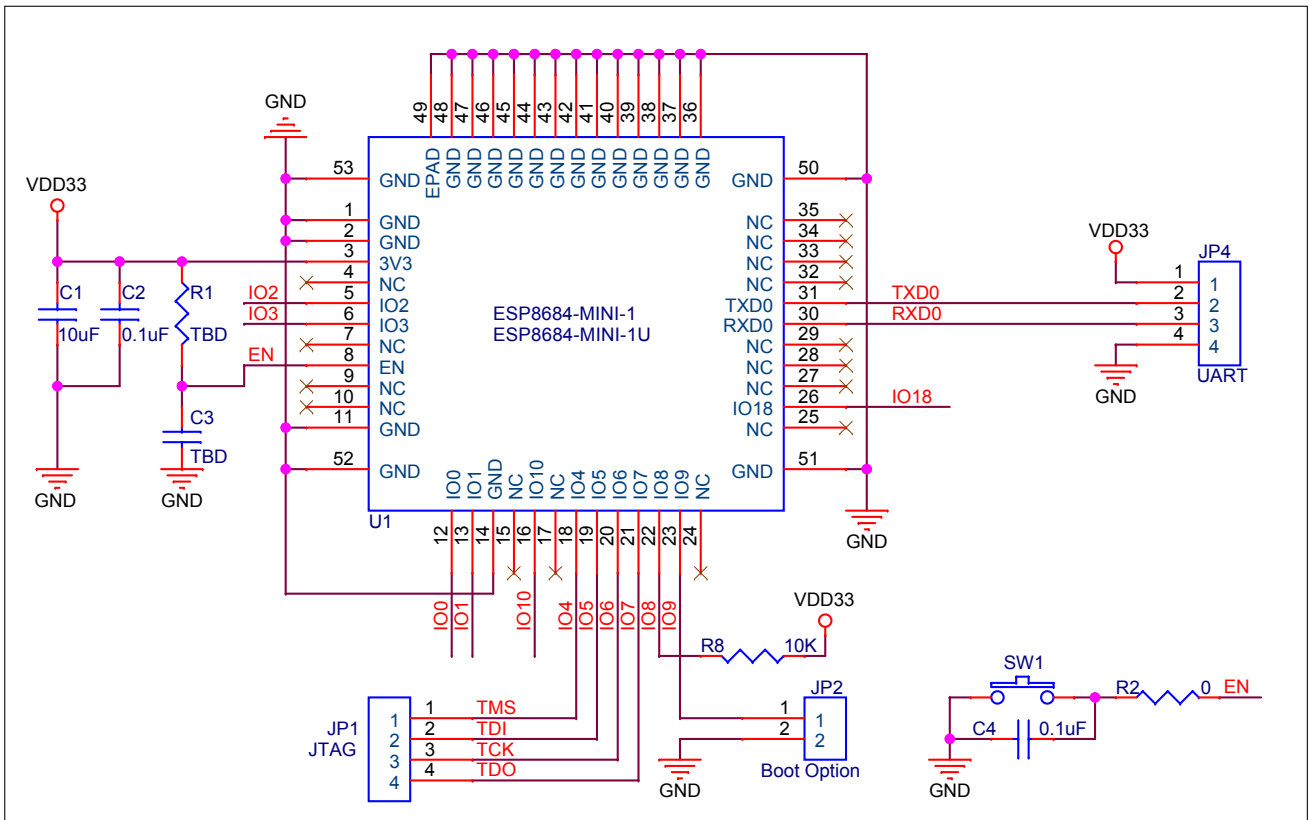 49 48 47 46 45 44 43 42 41 40 39 38 37 36
GND
EPAD GND GND GND GND GND GND GND GND GND GND GND GND GND
53 GND
GND 50
VDD33
1 GND
2 GND
3 3V3
4 NC
IO2 5 IO2
IO3 6 IO3
7 NC
EN 8 EN
9 NC
10 NC
11 GND
52 GND
C1
10uF
C2
0.1uF
R1
TBD
C3
TBD
GND
GND
ESP8684-MINI-1
ESP8684-MINI-1U
NC 35
NC 34
NC 33
NC 32
TXD0 31 TXD0
RXD0 30 RXD0
NC 29
NC 28
NC 27
IO18 26 IO18
NC 25
GND 51
GND
VDD33
JP4
1 1
2 2
3 3
4 4
UART
GND
U1
IO0 IO1 GND NC IO10 NC IO4 IO5 IO6 IO7 IO8 IO9 NC
12 13 14 15 16 17 18 19 20 21 22 23 24
IO0 IO1 IO10 IO4 IO5 IO6 IO7 IO8 IO9
VDD33
R8 10K
JP1
JTAG
1 1 TMS
2 2 TDI
3 3 TCK
4 4 TDO
JP2
1 1
2 2
Boot Option
GND
SW1
R2 0 EN
C4 0.1uF
GND